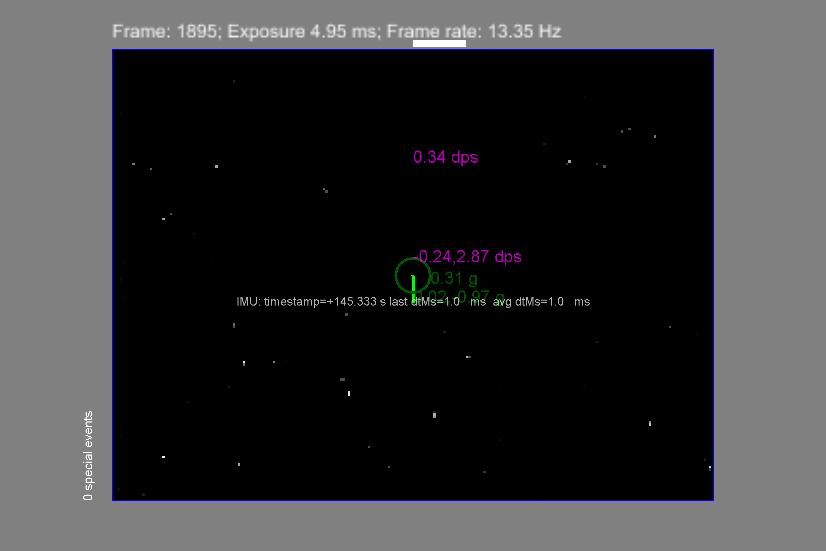 Frame: 1895; Exposure 4.95 ms; Frame rate: 13.35 Hz
0.34 dps
-0.24,2.87 dps
0.31 g
IMU: timestamp=+145.333 s last dtMs=1.0 ms avg dtMs=1.0 ms
0 special events